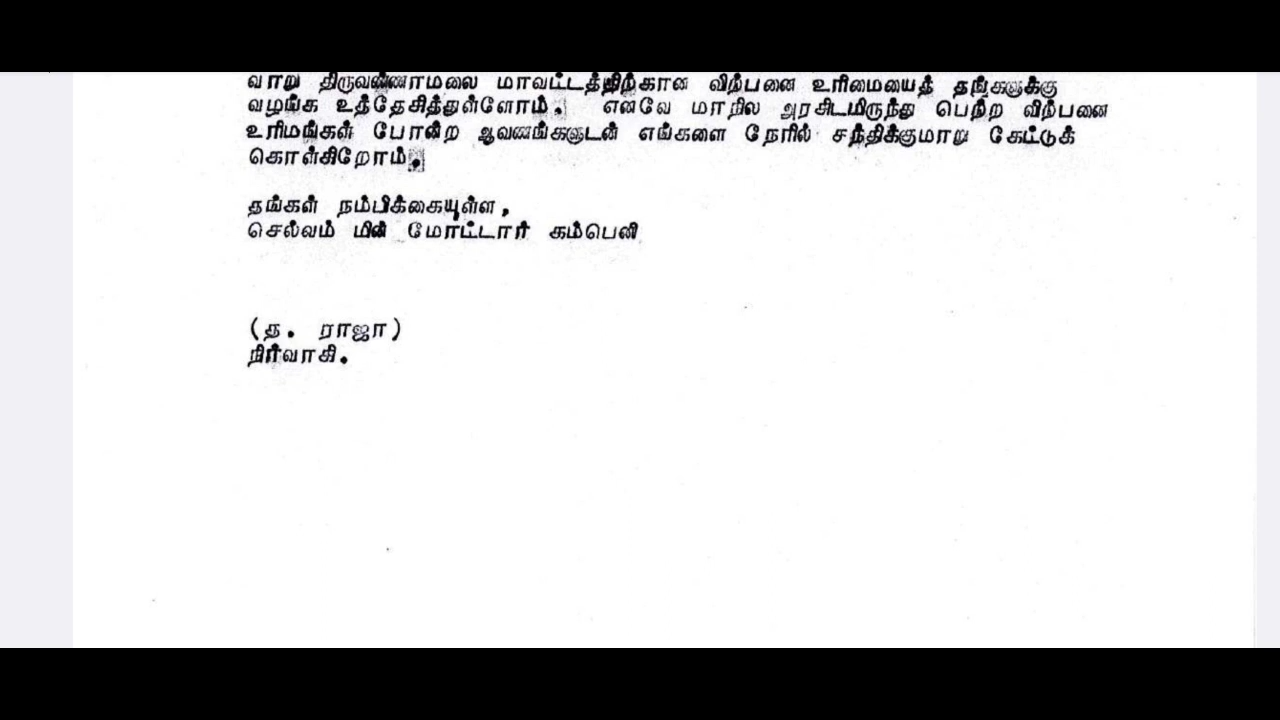 வாறு திருவண்ணாமலை மாவட்டத்திற்கான விற்பனை உரிமையைத் தங்களுக்கு
வழங்க உத்தேசித்துள்ளோம். எனவே மாநில அரசிடமிருந்து பெற்ற விற்பனை
உரிமங்கள் போன்ற ஆவணங்களுடன் எங்களை நேரில் சந்திக்குமாறு கேட்டுக்
கொள்கிறோம்.
தங்கள் நம்பிக்கையுள்ள,
செல்வம் மின் மோட்டார் கம்பெனி
(த. ராஜா)
நிர்வாகி.